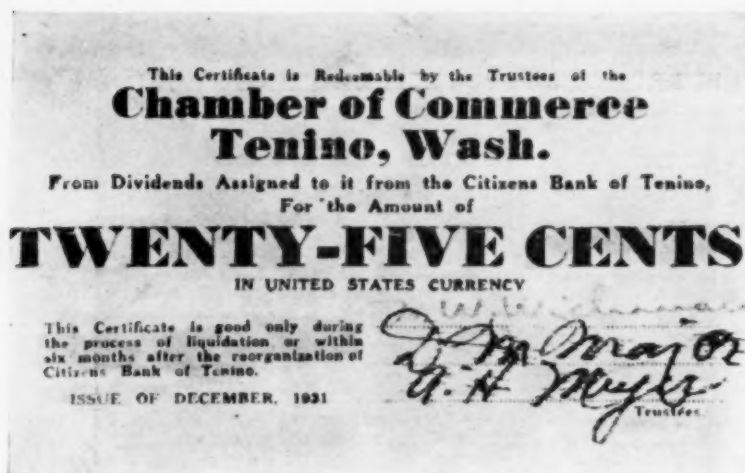 This Certificate is Redeemable by the Trustees of the
Chamber of Commerce
Tenino, Wash.
From Dividends Assigned to it from the Citizens Bank of Tenino,
For the Amount of
TWENTY-FIVE CENTS
IN UNITED STATES CURRENCY
This Certificate is good only during
the process of liquidation or within
six months after the reorganization of
Citizens Bank of Tenino.
ISSUE OF DECEMBER, 1931
D M Major
A. H Meyer
Trustees